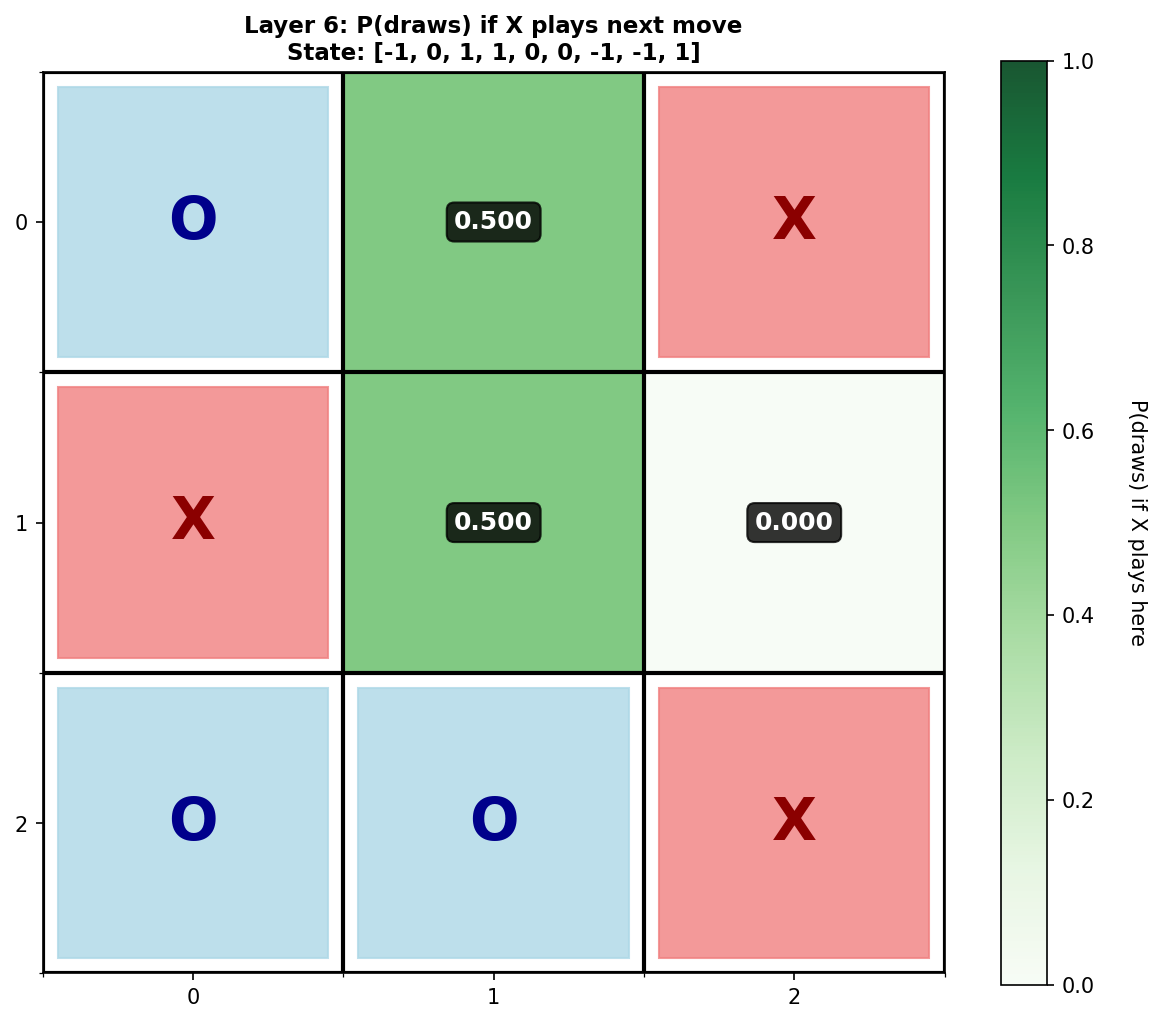 Layer 6: P(draws) if X plays next move
State: [-1, 0, 1, 1, 0, 0, -1, -1, 1]
O
0.500
X
X
0.500
0.000
O
O
X
0
1
2
0
1
2
1.0
0.8
0.6
0.4
0.2
0.0
P(draws) if X plays here